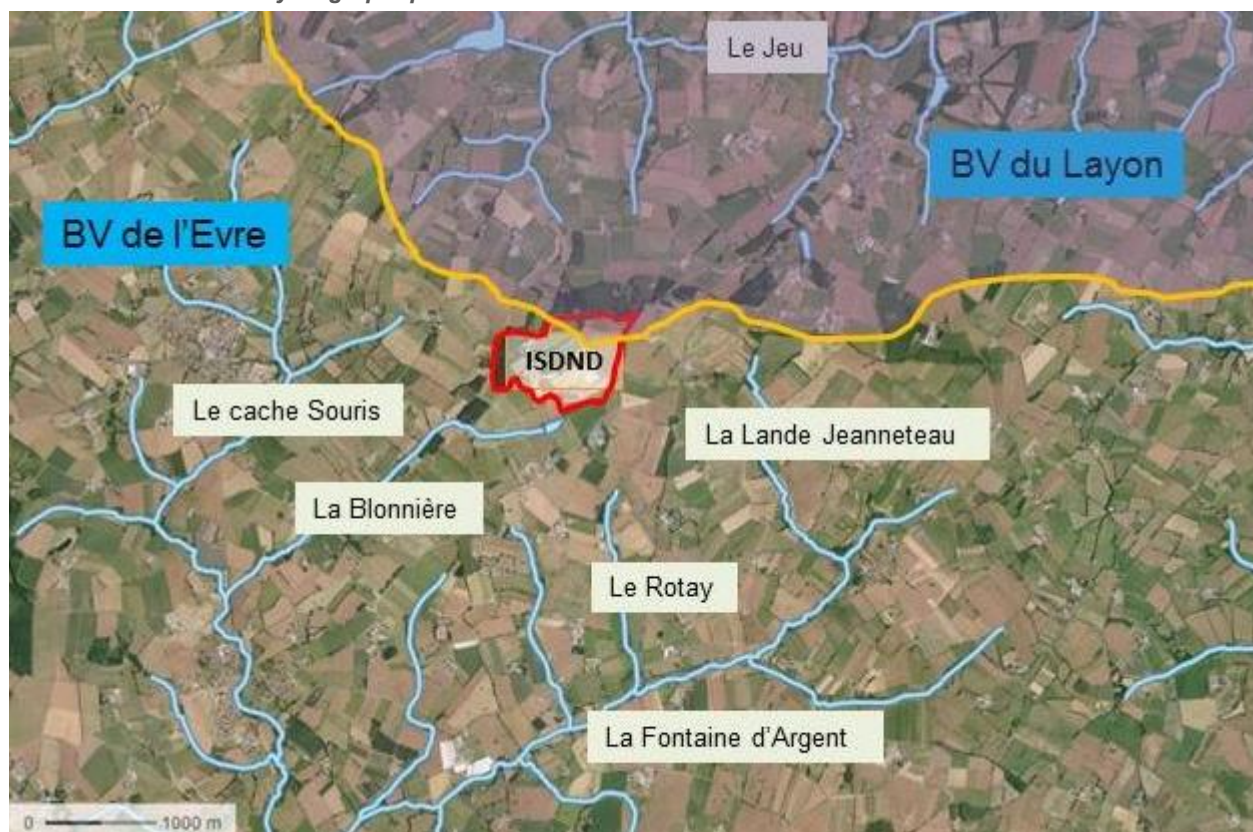 Le Jeu
BV du Layon
BV de l'Evre
ISDND
Le cache Souris
La Lande Jeanneteau
La Blonnière
Le Rotay
La Fontaine d'Argent
0 1000 m